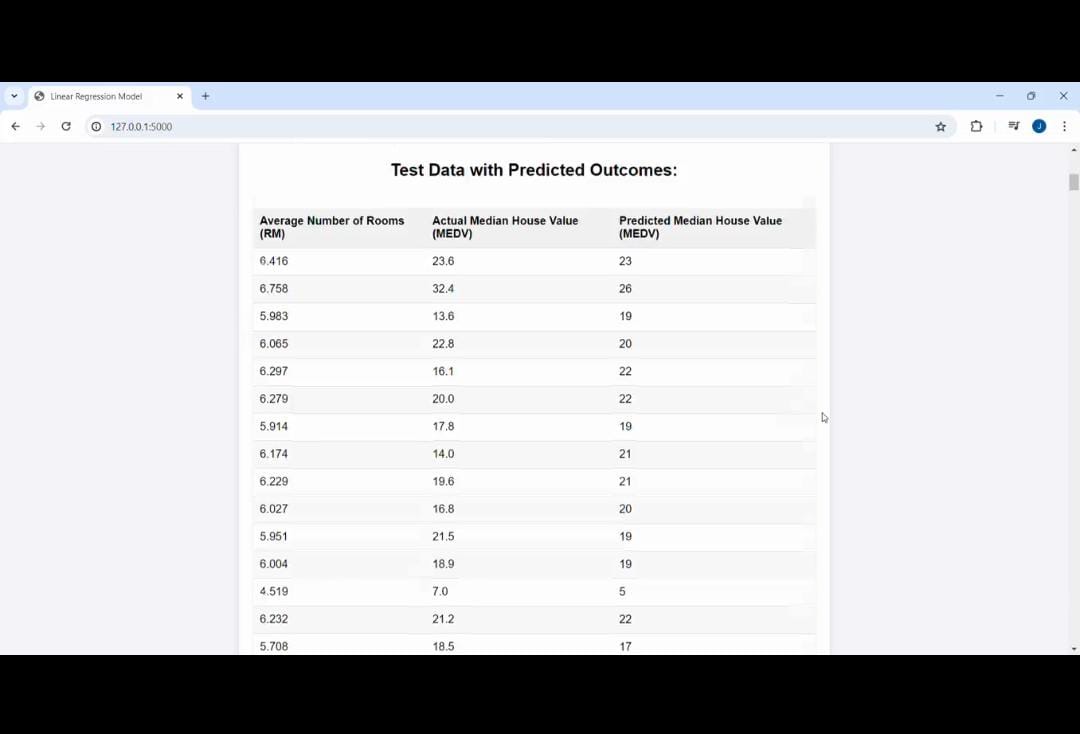 Linear Regression Model
127.0.0.1:5000
J
Test Data with Predicted Outcomes:
Average Number of Rooms (RM) Actual Median House Value (MEDV) Predicted Median House Value (MEDV)
6.416 23.6 23
6.758 32.4 26
5.983 13.6 19
6.065 22.8 20
6.297 16.1 22
6.279 20.0 22
5.914 17.8 19
6.174 14.0 21
6.229 19.6 21
6.027 16.8 20
5.951 21.5 19
6.004 18.9 19
4.519 7.0 5
6.232 21.2 22
5.708 18.5 17